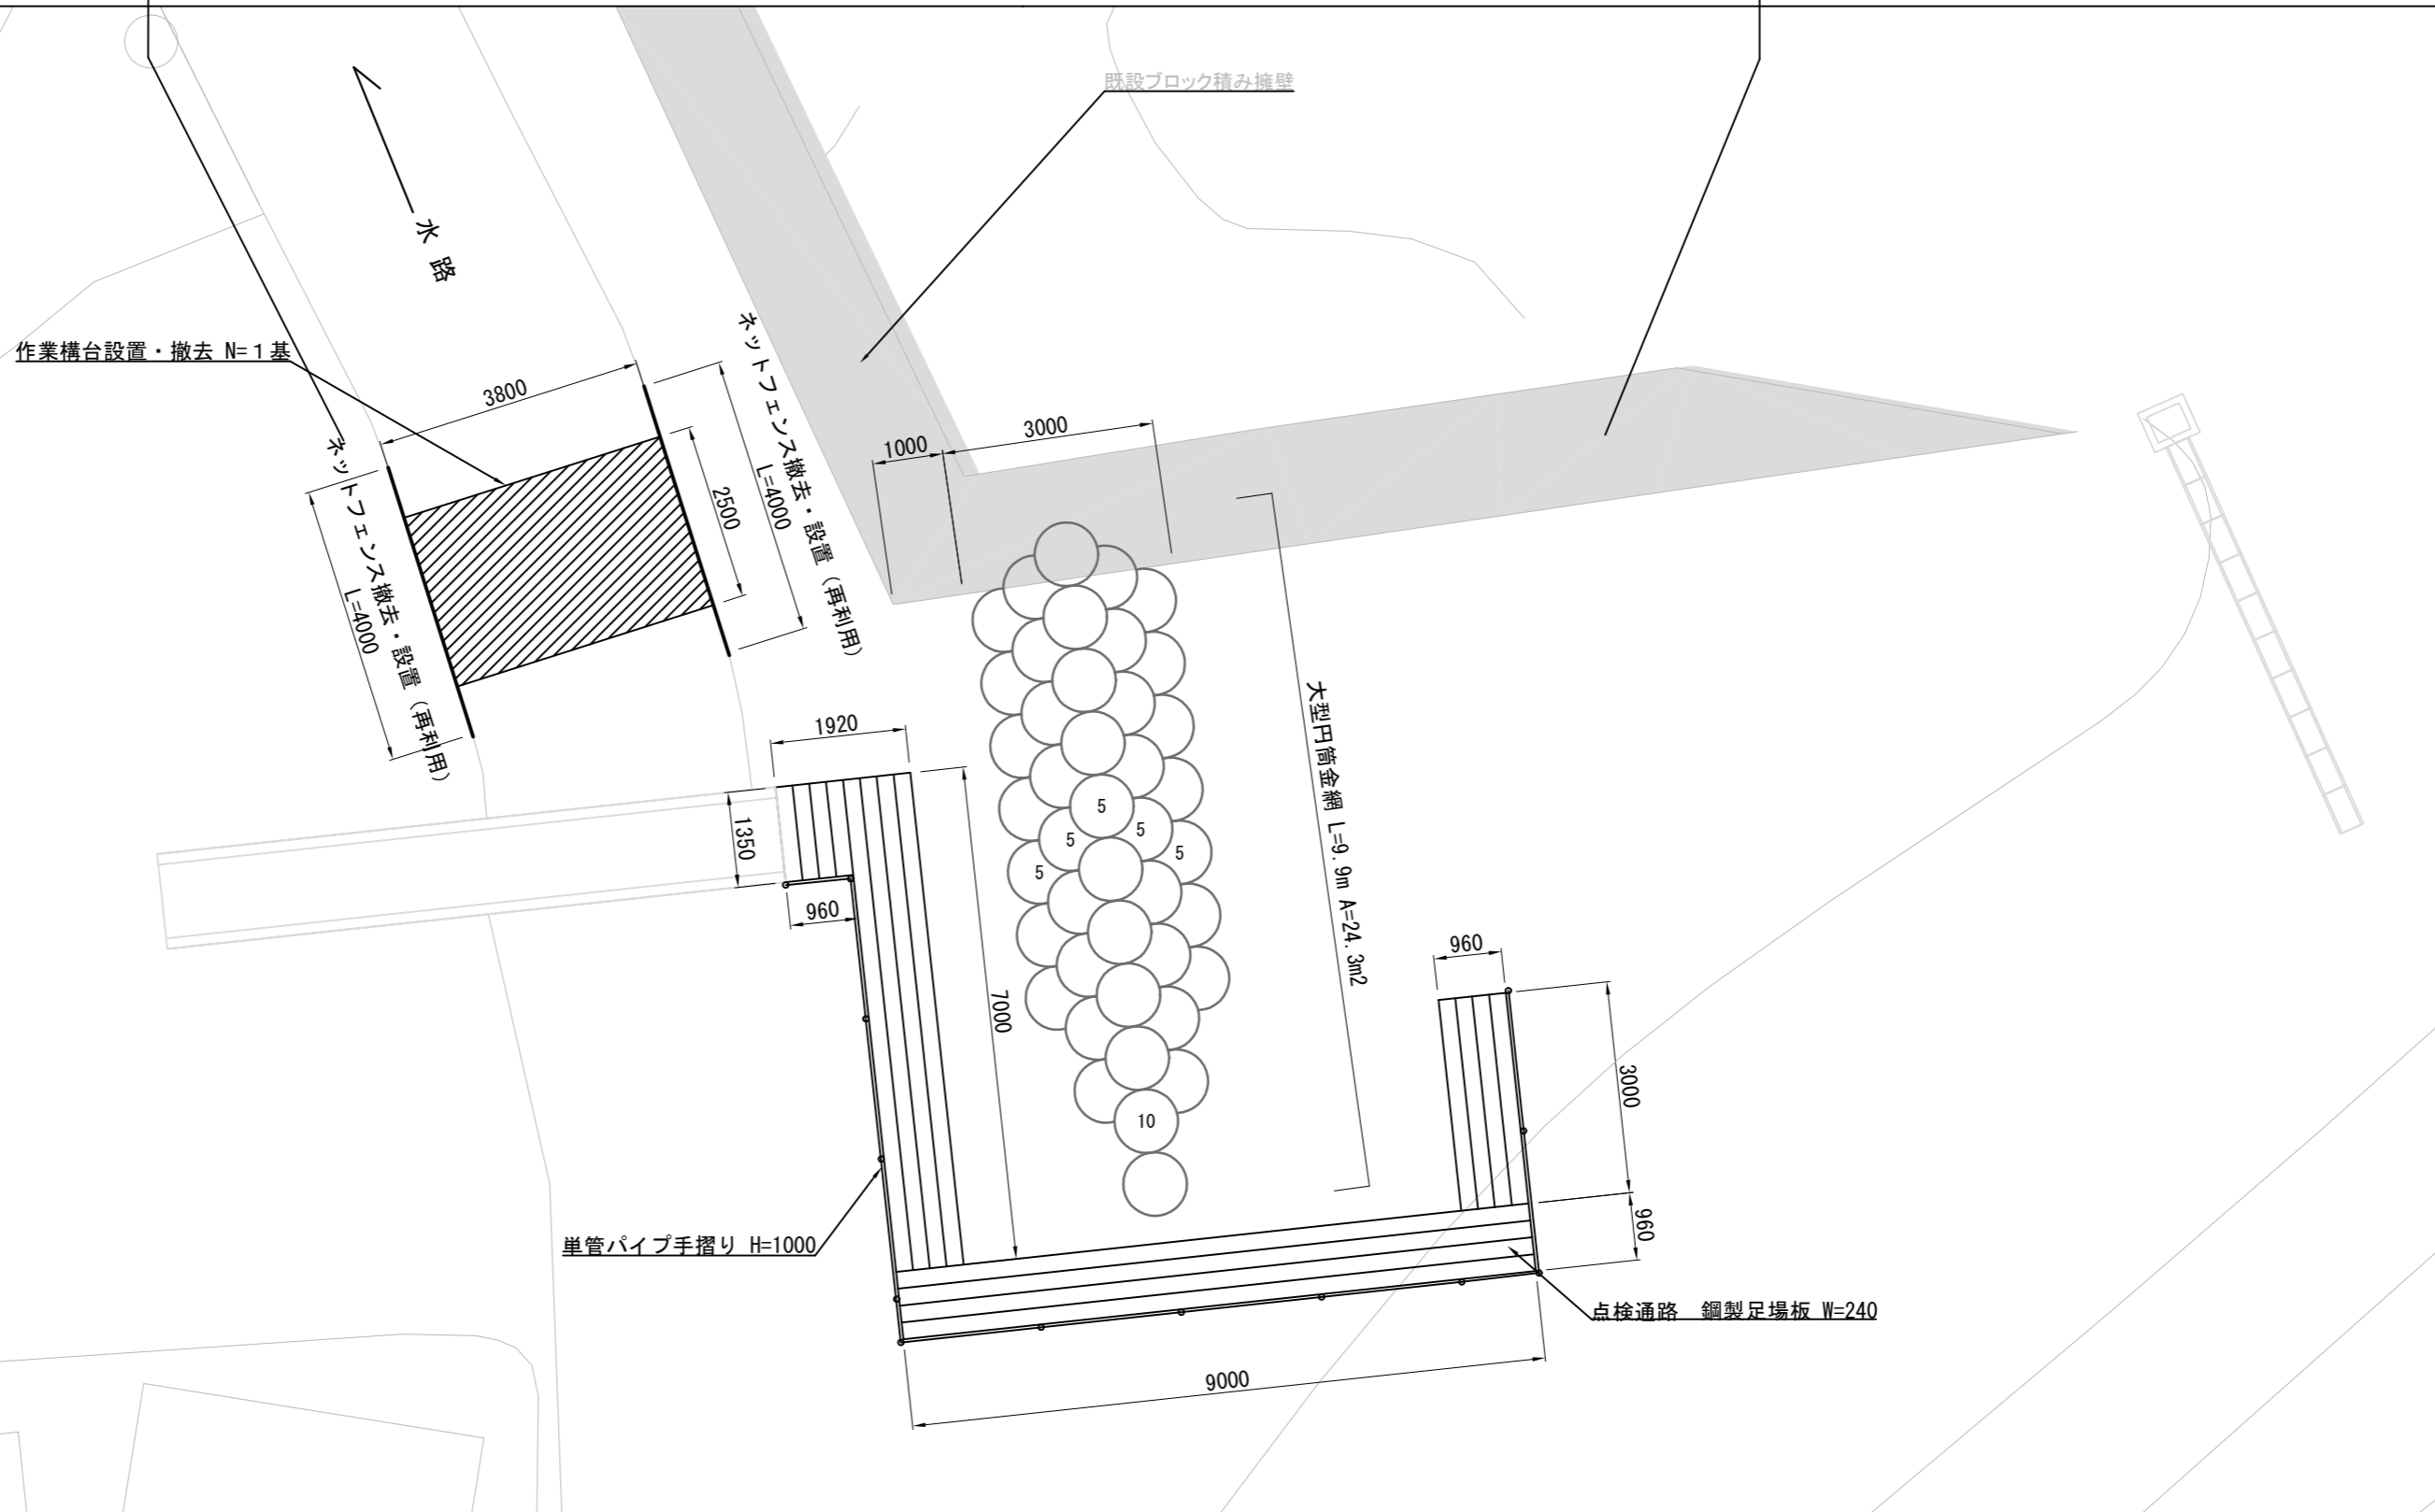 既設ブロック積み擁壁
水路
作業構台設置・撤去 N=１基
3800
ネットフェンス撤去・設置（再利用）
L=4000
2500
ネットフェンス撤去・設置（再利用）
L=4000
1000
3000
大型円筒金網 L=9.9m A=24.3m2
1920
1350
960
7000
5
5
5
5
5
10
960
3000
960
単管パイプ手摺り H=1000
点検通路　鋼製足場板 W=240
9000